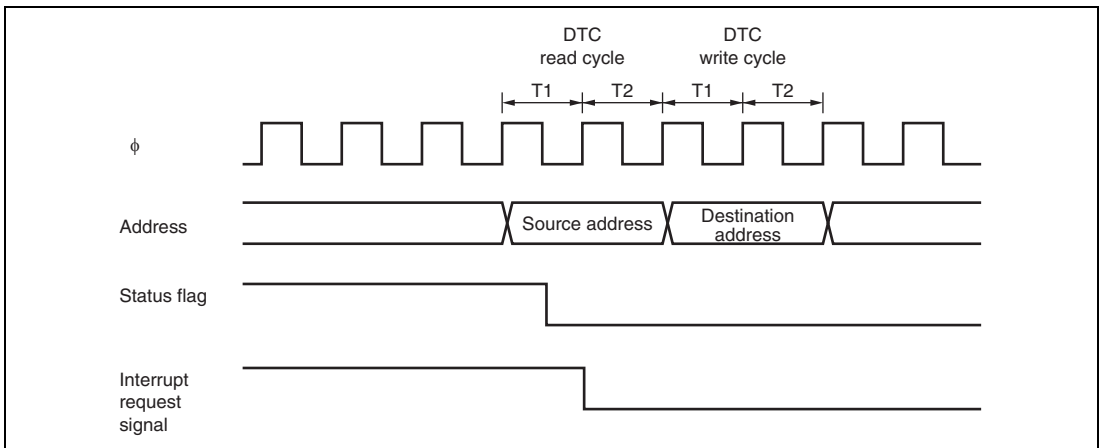 DTC
read cycle
DTC
write cycle
T1
T2
T1
T2
ϕ
Address
Source address
Destination
address
Status flag
Interrupt
request
signal